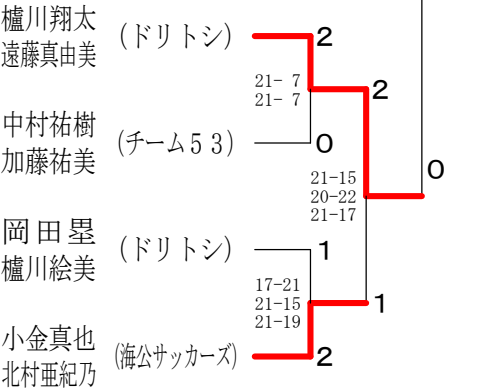 櫨川翔太
遠藤真由美
(ドリトシ)
2
21- 7
21- 7
2
中村祐樹
加藤祐美
(チーム５３)
0
21-15
20-22
21-17
0
岡田塁
櫨川絵美
(ドリトシ)
1
17-21
21-15
21-19
1
小金真也
北村亜紀乃
(海公サッカーズ)
2